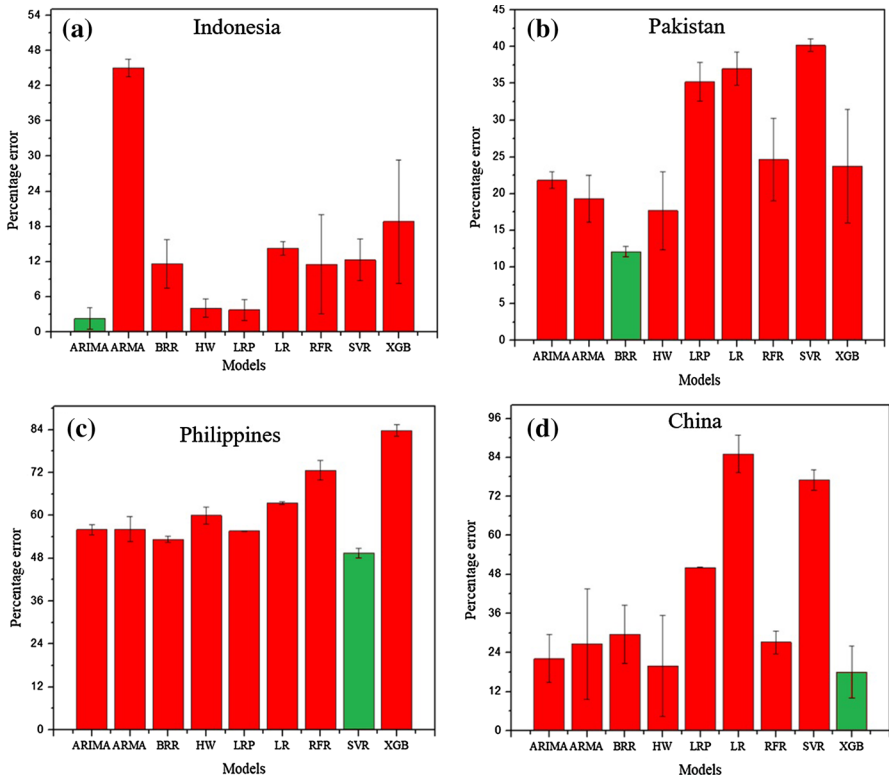 (a) Indonesia
Percentage error
54
48
42
36
30
24
18
12
6
0
ARIMA ARMA BRR HW LRP LR RFR SVR XGB
Models
(b) Pakistan
Percentage error
45
40
35
30
25
20
15
10
5
0
ARIMA ARMA BRR HW LRP LR RFR SVR XGB
Models
(c) Philippines
Percentage error
84
72
60
48
36
24
12
0
ARIMA ARMA BRR HW LRP LR RFR SVR XGB
Models
(d) China
Percentage error
96
84
72
60
48
36
24
12
0
ARIMA ARMA BRR HW LRP LR RFR SVR XGB
Models